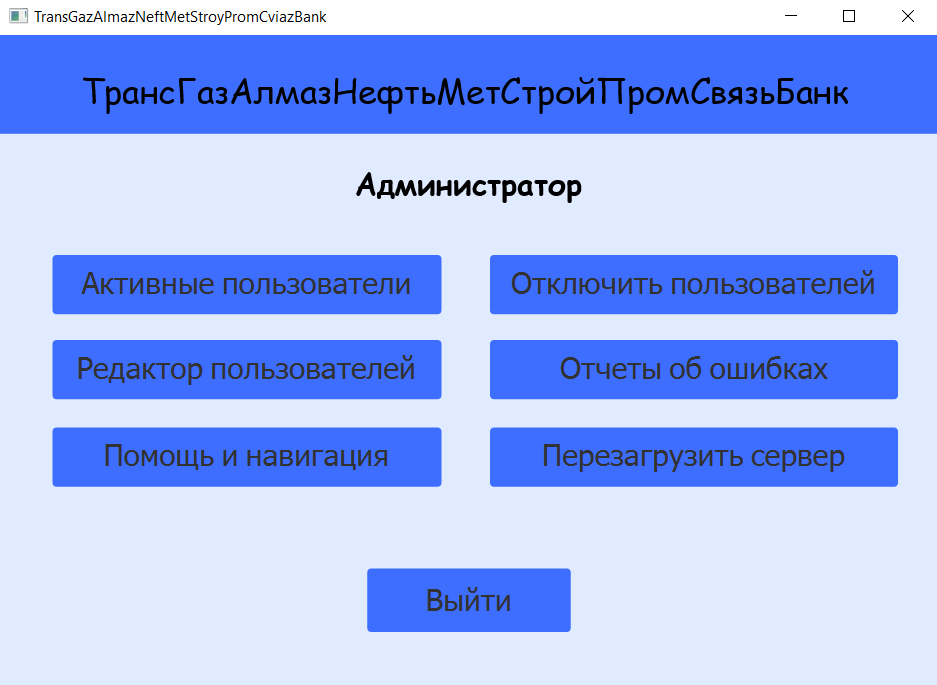 TransGazAlmazNeftMetStroyPromCviazBank
ТрансГазАлмазНефтьМетСтройПромСвязьБанк
Администратор
Активные пользователи
Отключить пользователей
Редактор пользователей
Отчеты об ошибках
Помощь и навигация
Перезагрузить сервер
Выйти